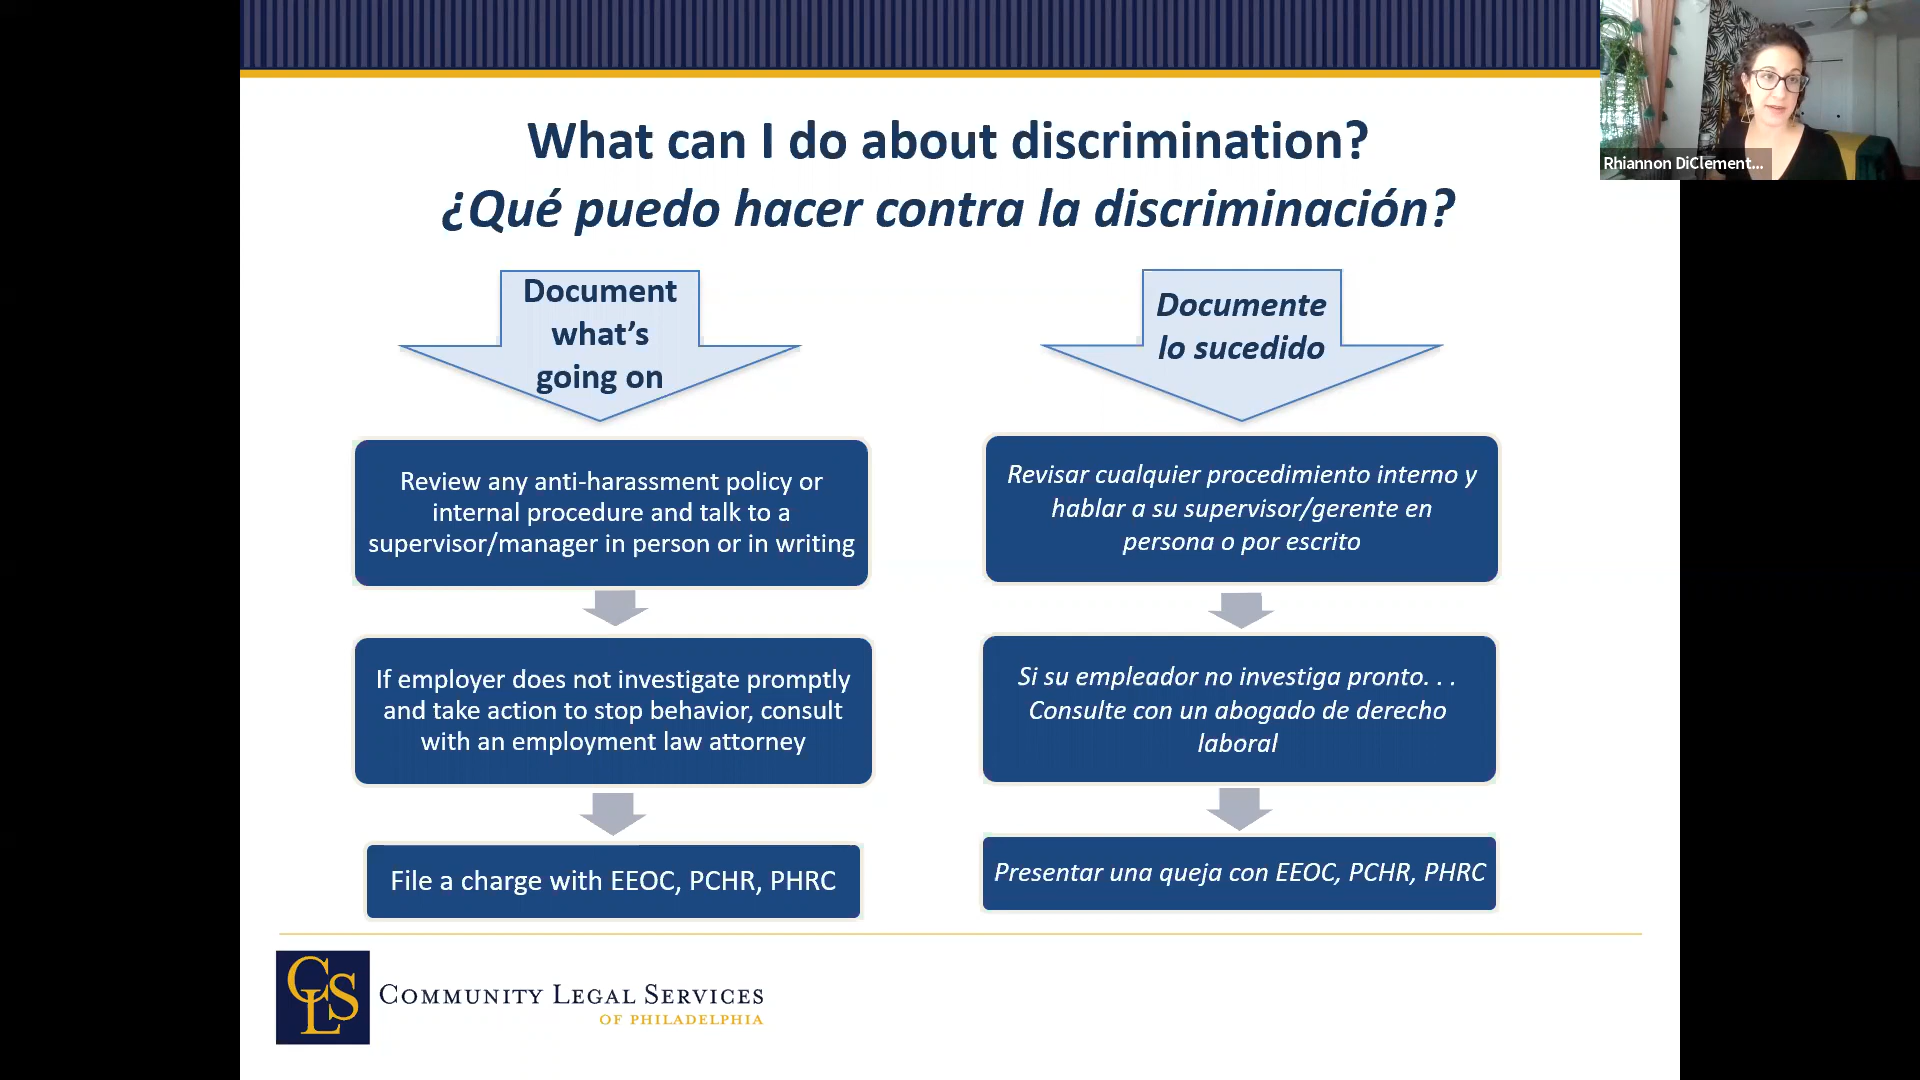 What can I do about discrimination?
¿Qué puedo hacer contra la discriminación?
Document
what's
going on
Review any anti-harassment policy or
internal procedure and talk to a
supervisor/manager in person or in writing
If employer does not investigate promptly
and take action to stop behavior, consult
with an employment law attorney
File a charge with EEOC, PCHR, PHRC
Documente
lo sucedido
Revisar cualquier procedimiento interno y
hablar a su supervisor/gerente en
persona o por escrito
Si su empleador no investiga pronto. . .
Consulte con un abogado de derecho
laboral
Presentar una queja con EEOC, PCHR, PHRC
CLS
Community Legal Services
OF PHILADELPHIA
Rhiannon DiClement...